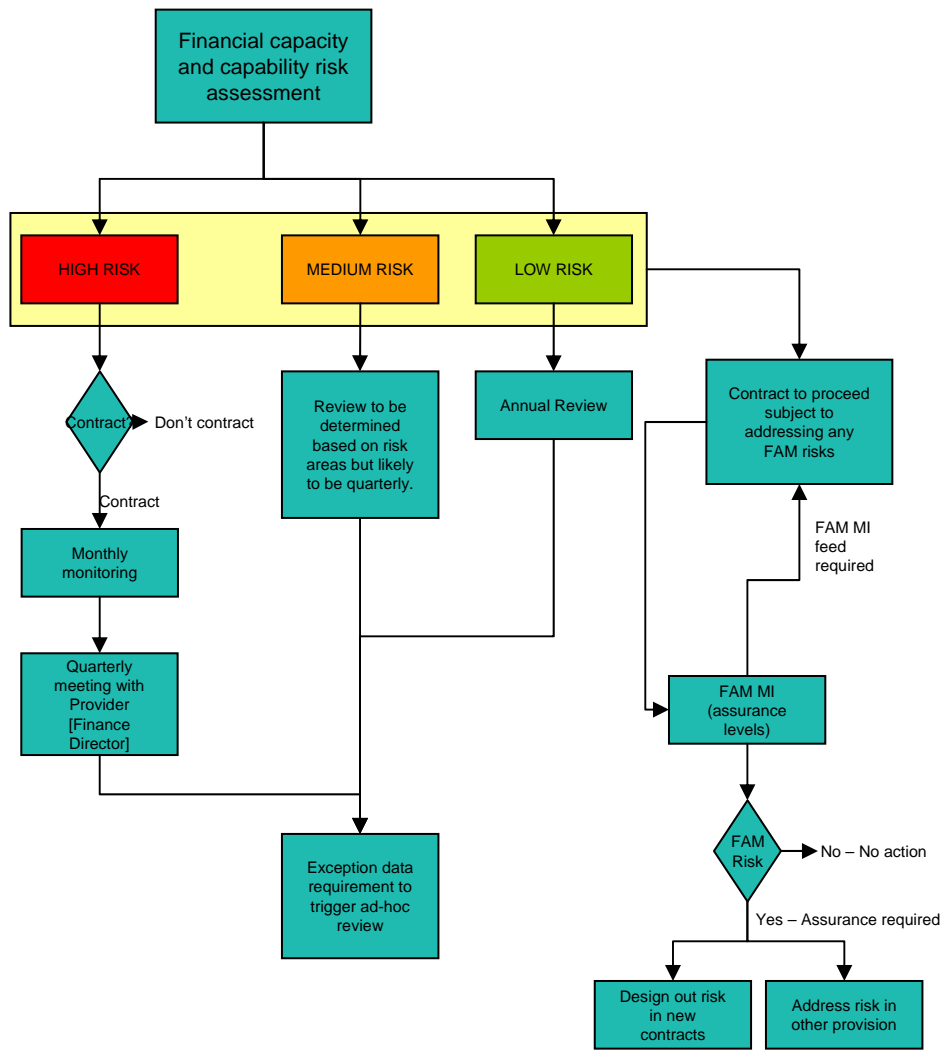 Financial capacity
and capability risk
assessment
HIGH RISK
MEDIUM RISK
LOW RISK
Contract?
Don’t contract
Review to be
determined
based on risk
areas but likely
to be quarterly.
Annual Review
Contract to proceed
subject to
addressing any
FAM risks
Contract
Monthly
monitoring
FAM MI
feed
required
Quarterly
meeting with
Provider
[Finance
Director]
FAM MI
(assurance
levels)
Exception data
requirement to
trigger ad-hoc
review
FAM
Risk
No – No action
Yes – Assurance required
Design out risk
in new
contracts
Address risk in
other provision